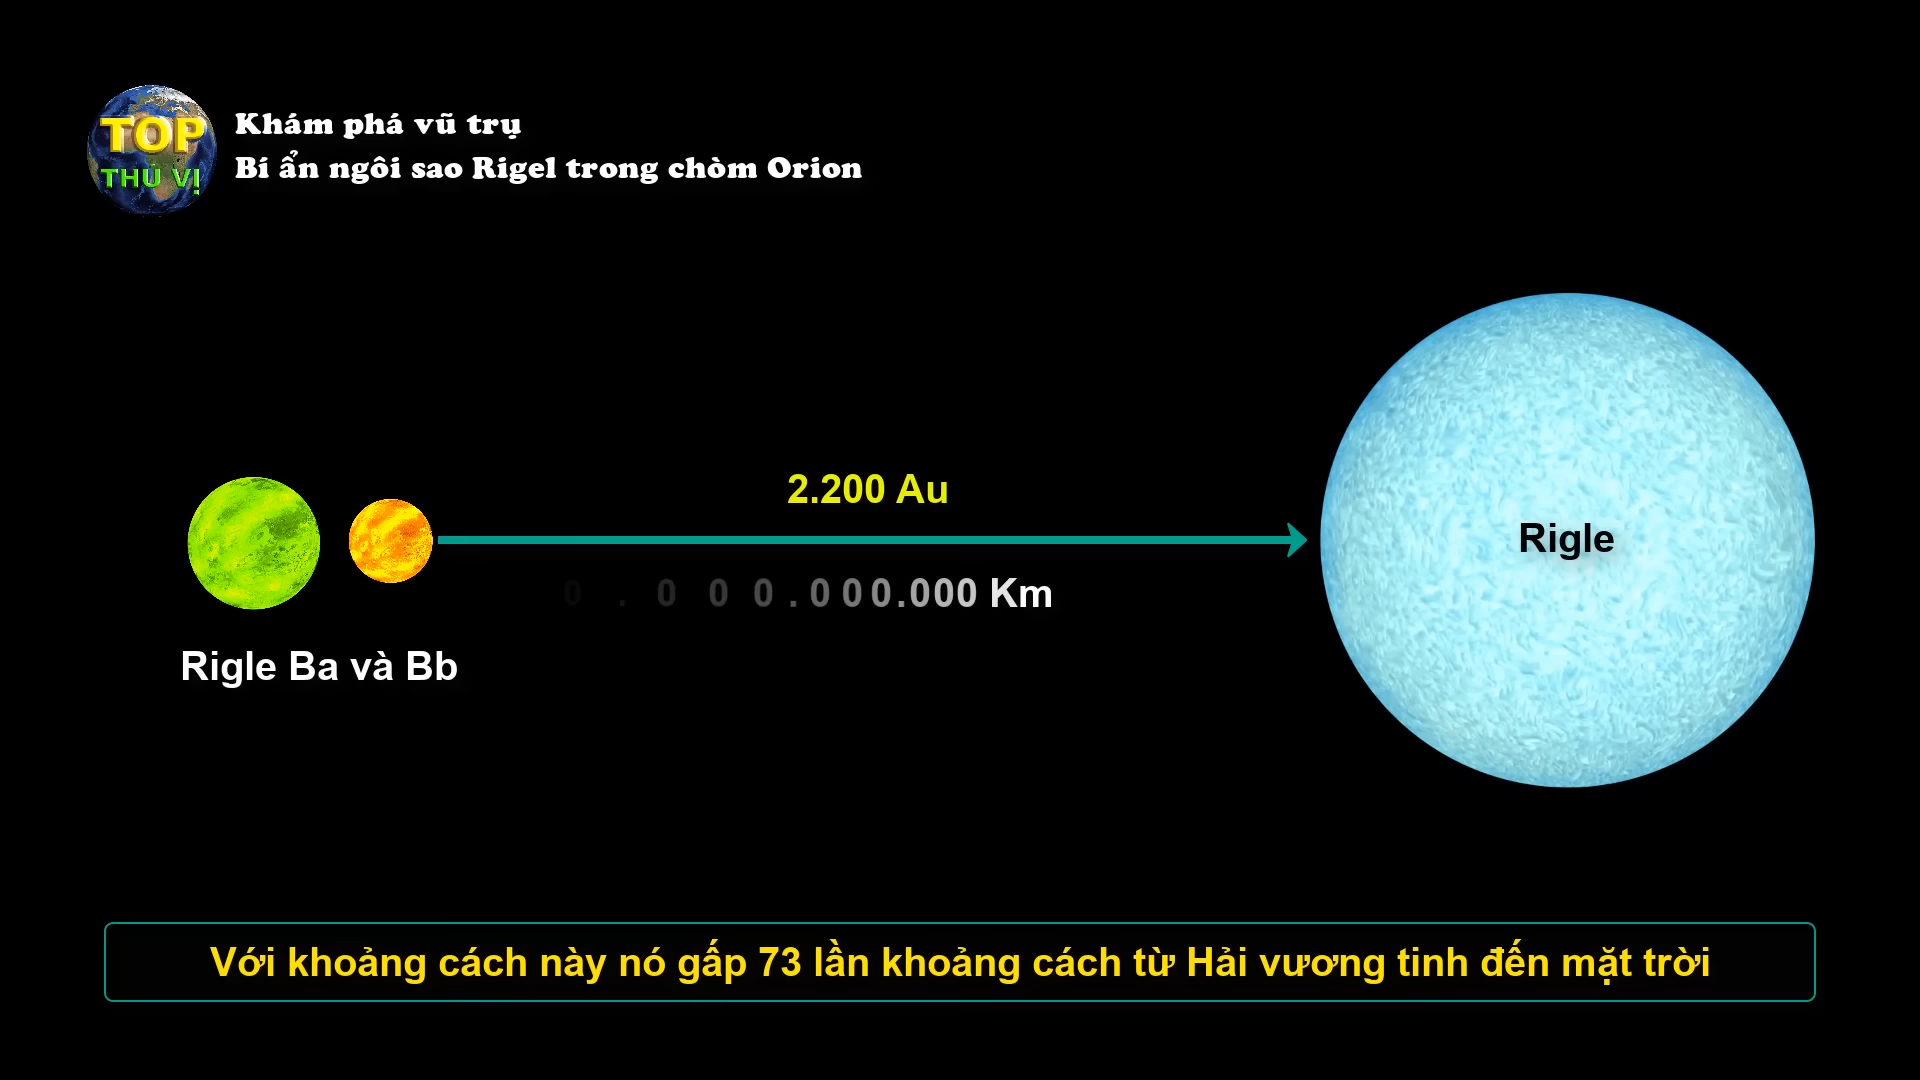 TOP
THÚ VỊ
Khám phá vũ trụ
Bí ẩn ngôi sao Rigel trong chòm Orion
2.200 Au
0.000.000.000 Km
Rigle
Rigle Ba và Bb
Với khoảng cách này nó gấp 73 lần khoảng cách từ Hải vương tinh đến mặt trời